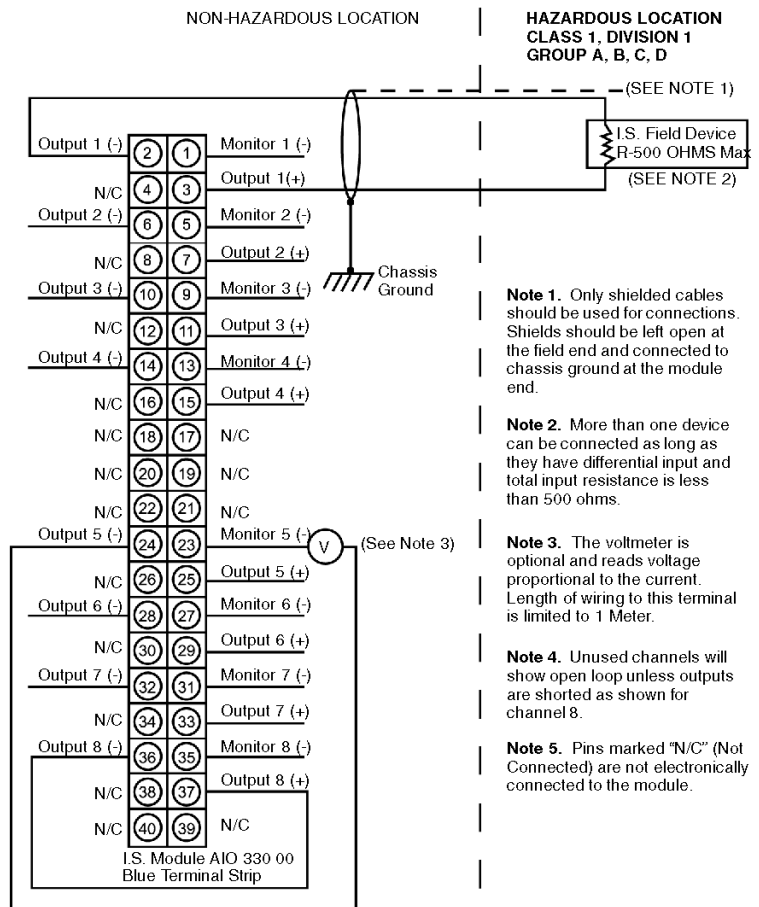 NON-HAZARDOUS LOCATION
HAZARDOUS LOCATION
CLASS 1, DIVISION 1
GROUP A, B, C, D
(SEE NOTE 1)
I.S. Field Device
R-500 OHMS Max
(SEE NOTE 2)
Output 1 (-) 2 1 Monitor 1 (-)
N/C 4 3 Output 1(+)
Output 2 (-) 6 5 Monitor 2 (-)
N/C 8 7 Output 2 (+)
Chassis
Ground
Output 3 (-) 10 9 Monitor 3 (-)
N/C 12 11 Output 3 (+)
Output 4 (-) 14 13 Monitor 4 (-)
N/C 16 15 Output 4 (+)
N/C 18 17 N/C
N/C 20 19 N/C
N/C 22 21 N/C
Output 5 (-) 24 23 Monitor 5 (-) V (See Note 3)
N/C 26 25 Output 5 (+)
Output 6 (-) 28 27 Monitor 6 (-)
N/C 30 29 Output 6 (+)
Output 7 (-) 32 31 Monitor 7 (-)
N/C 34 33 Output 7 (+)
Output 8 (-) 36 35 Monitor 8 (-)
N/C 38 37 Output 8 (+)
N/C 40 39 N/C
I.S. Module AIO 330 00
Blue Terminal Strip
Note 1. Only shielded cables
should be used for connections.
Shields should be left open at
the field end and connected to
chassis ground at the module
end.
Note 2. More than one device
can be connected as long as
they have differential input and
total input resistance is less
than 500 ohms.
Note 3. The voltmeter is
optional and reads voltage
proportional to the current.
Length of wiring to this terminal
is limited to 1 Meter.
Note 4. Unused channels will
show open loop unless outputs
are shorted as shown for
channel 8.
Note 5. Pins marked "N/C" (Not
Connected) are not electronically
connected to the module.